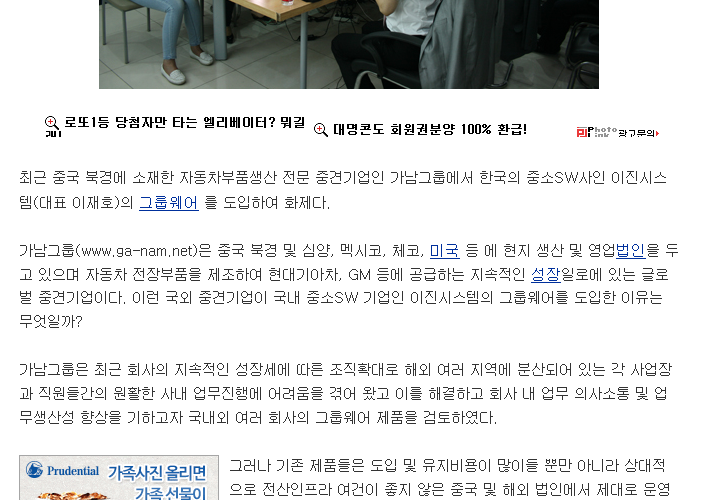 로또1등 당첨자만 타는 엘리베이터? 뭐길
대명콘도 회원권분양 100% 환급!
Photo link 광고문의
최근 중국 북경에 소재한 자동차부품생산 전문 중견기업인 가남그룹에서 한국의 중소SW사인 이진시스
템(대표 이재호)의 그룹웨어 를 도입하여 화제다.
가남그룹(www.ga-nam.net)은 중국 북경 및 심양, 멕시코, 체코, 미국 등 에 현지 생산 및 영업법인을 두
고 있으며 자동차 전장부품을 제조하여 현대기아차, GM 등에 공급하는 지속적인 성장일로에 있는 글로
벌 중견기업이다. 이런 국외 중견기업이 국내 중소SW 기업인 이진시스템의 그룹웨어를 도입한 이유는
무엇일까?
가남그룹은 최근 회사의 지속적인 성장세에 따른 조직확대로 해외 여러 지역에 분산되어 있는 각 사업장
과 직원들간의 원활한 사내 업무진행에 어려움을 겪어 왔고 이를 해결하고 회사 내 업무 의사소통 및 업
무생산성 향상을 기하고자 국내외 여러 회사의 그룹웨어 제품을 검토하였다.
Prudential 가족사진 올리면
가족 선물이
그러나 기존 제품들은 도입 및 유지비용이 많이들 뿐만 아니라 상대적
으로 전산인프라 여건이 좋지 않은 중국 및 해외 법인에서 제대로 운영